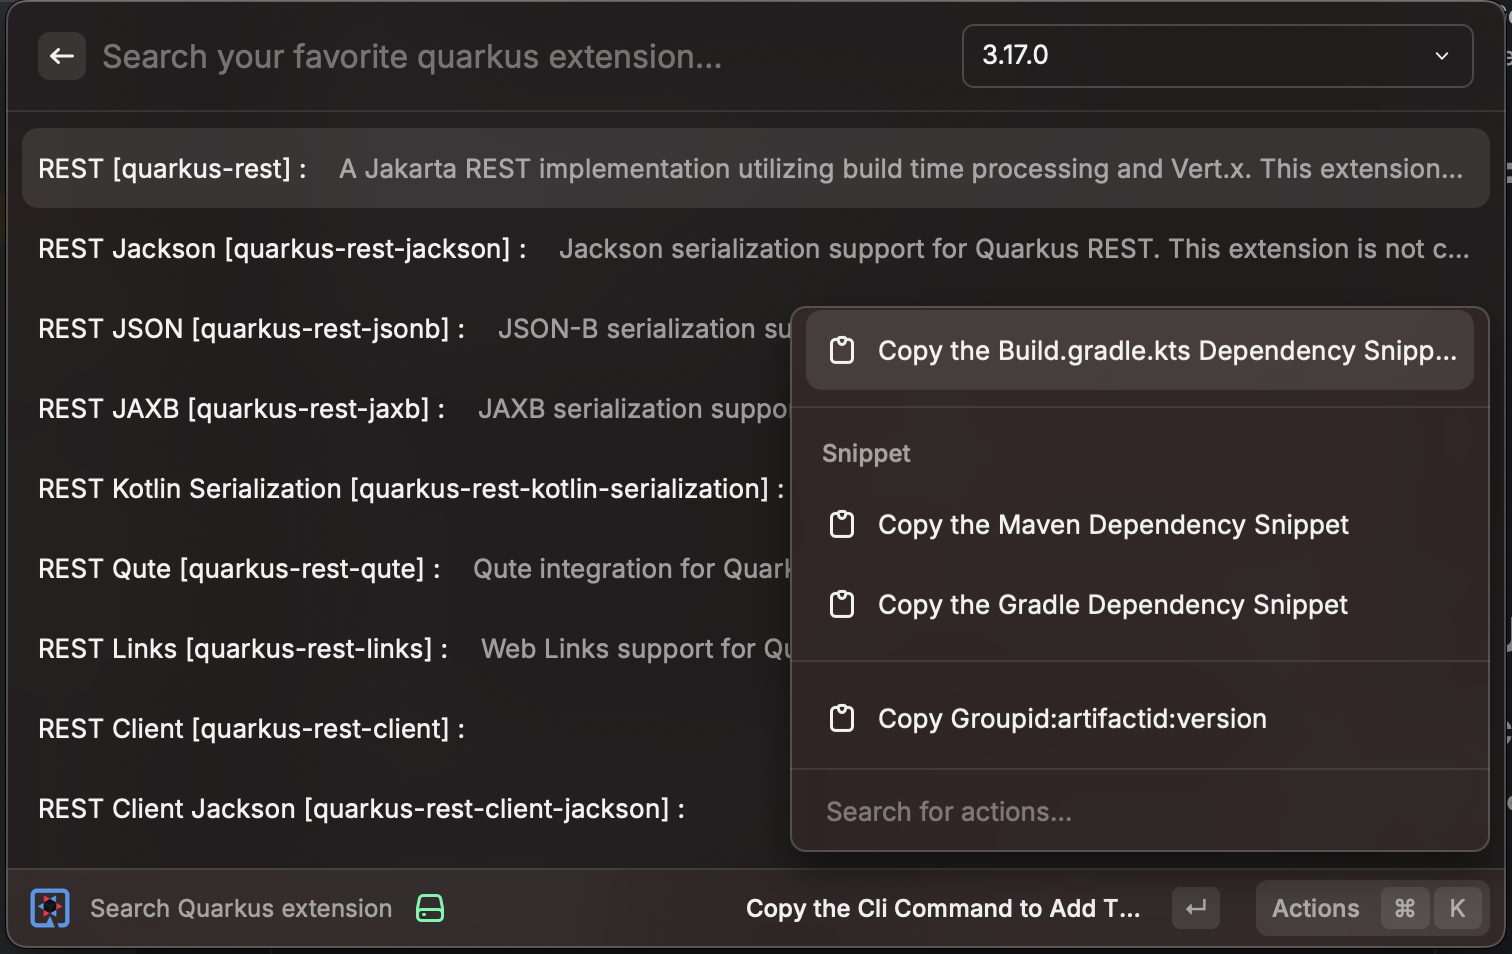 Search your favorite quarkus extension...
3.17.0
REST [quarkus-rest] : A Jakarta REST implementation utilizing build time processing and Vert.x. This extension...
REST Jackson [quarkus-rest-jackson] : Jackson serialization support for Quarkus REST. This extension is not c...
REST JSON [quarkus-rest-jsonb] : JSON-B serialization su
REST JAXB [quarkus-rest-jaxb] : JAXB serialization suppo
REST Kotlin Serialization [quarkus-rest-kotlin-serialization] :
REST Qute [quarkus-rest-qute] : Qute integration for Quark
REST Links [quarkus-rest-links] : Web Links support for Qu
REST Client [quarkus-rest-client] :
REST Client Jackson [quarkus-rest-client-jackson] :
Copy the Build.gradle.kts Dependency Snipp...
Snippet
Copy the Maven Dependency Snippet
Copy the Gradle Dependency Snippet
Copy Groupid:artifactid:version
Search for actions...
Search Quarkus extension
Copy the Cli Command to Add T...
Actions ⌘ K